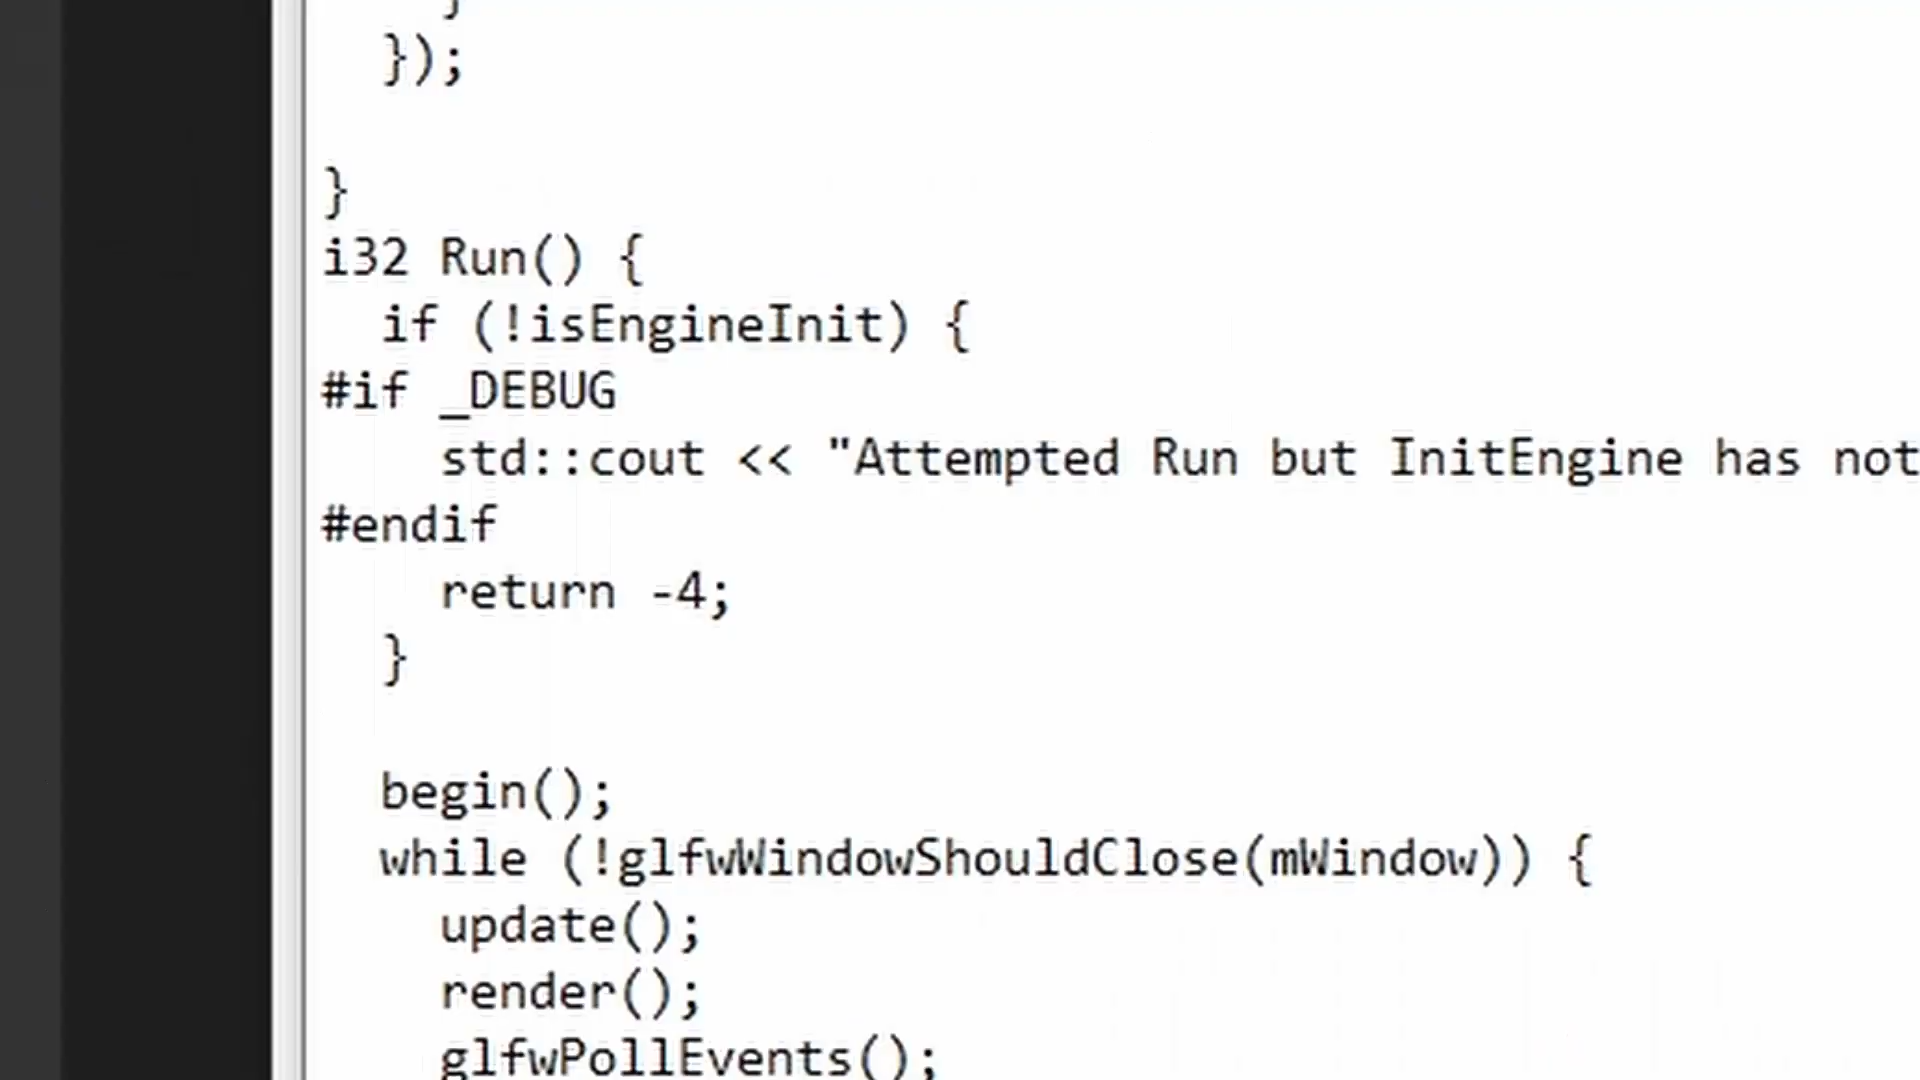 }
});
}
i32 Run() {
if (!isEngineInit) {
#if _DEBUG
std::cout << "Attempted Run but InitEngine has not
#endif
return -4;
}
begin();
while (!glfwWindowShouldClose(mWindow)) {
update();
render();
glfwPollEvents();